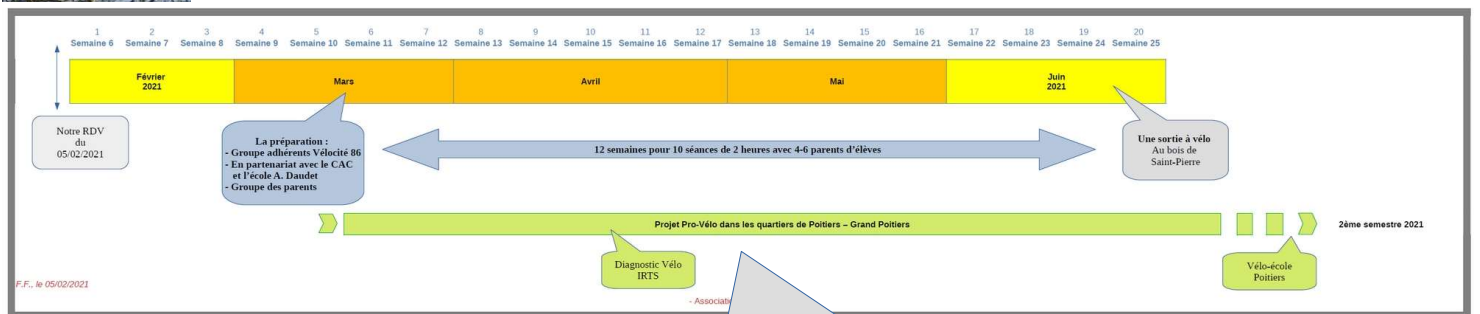 1 2 3 4 5 6 7 8 9 10 11 12 13 14 15 16 17 18 19 20
Semaine 6 Semaine 7 Semaine 8 Semaine 9 Semaine 10 Semaine 11 Semaine 12 Semaine 13 Semaine 14 Semaine 15 Semaine 16 Semaine 17 Semaine 18 Semaine 19 Semaine 20 Semaine 21 Semaine 22 Semaine 23 Semaine 24 Semaine 25
Février
2021
Mars
Avril
Mai
Juin
2021
Notre RDV
du
05/02/2021
La préparation :
- Groupe adhérents Vélocité 86
- En partenariat avec le CAC
et l'école A. Daudet
- Groupe des parents
12 semaines pour 10 séances de 2 heures avec 4-6 parents d'élèves
Une sortie à vélo
Au bois de
Saint-Pierre
Projet Pro-Vélo dans les quartiers de Poitiers – Grand Poitiers
2ème semestre 2021
Diagnostic Vélo
IRTS
Vélo-école
Poitiers
F.F., le 05/02/2021
-